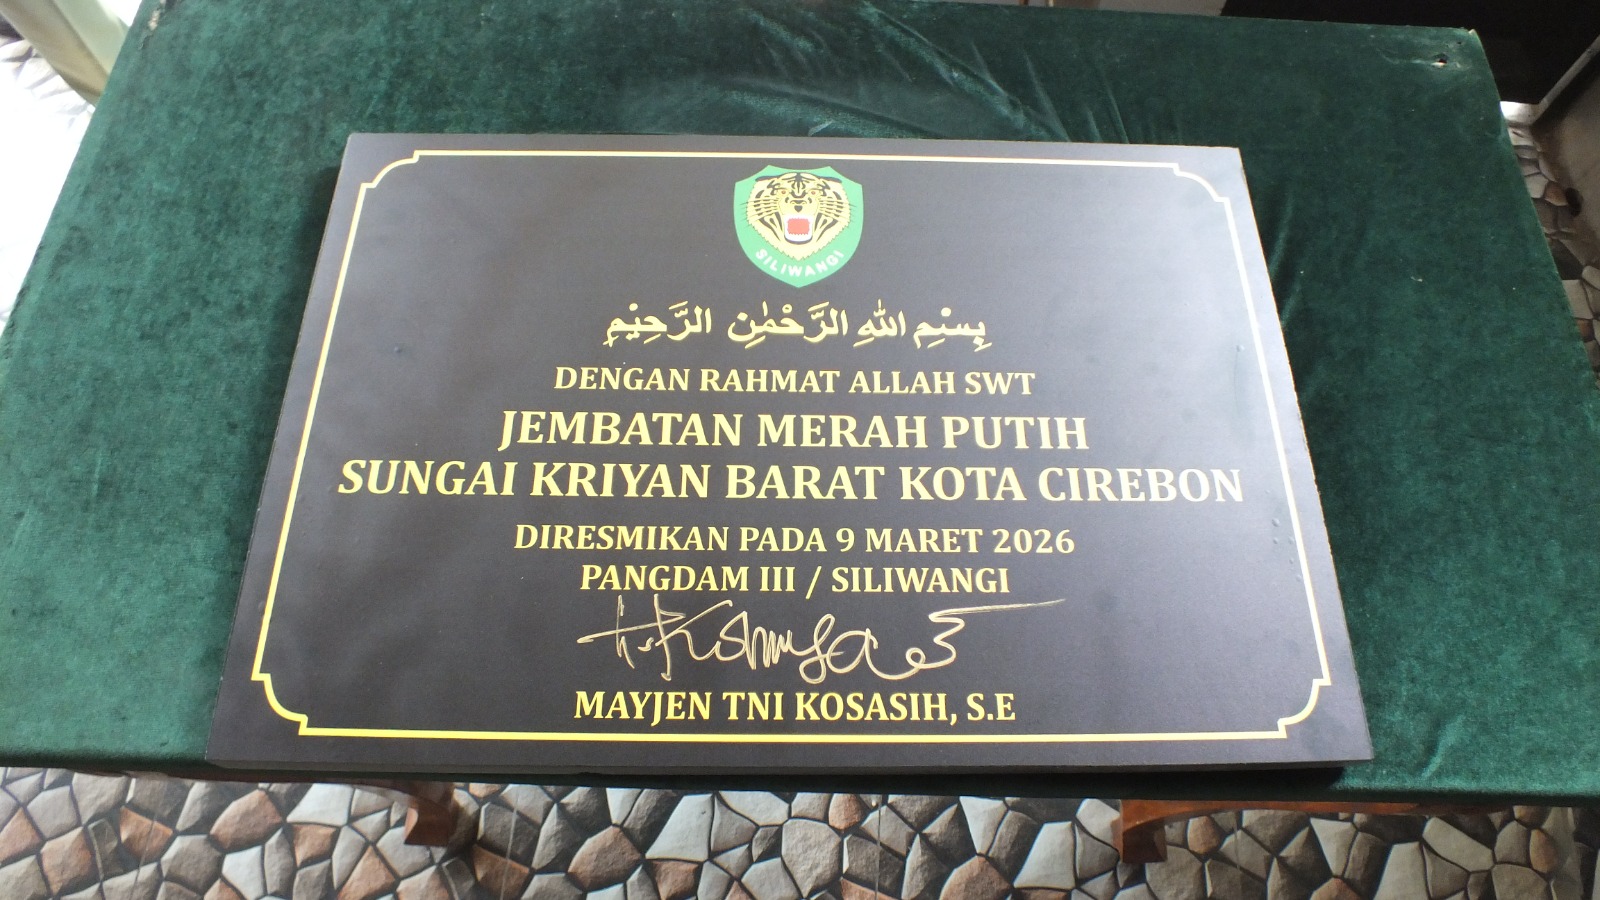 SILIWANGI
بِسْمِ اللهِ الرَّحْمٰنِ الرَّحِيْمِ
DENGAN RAHMAT ALLAH SWT
JEMBATAN MERAH PUTIH
SUNGAI KRIYAN BARAT KOTA CIREBON
DIRESMIKAN PADA 9 MARET 2026
PANGDAM III / SILIWANGI
MAYJEN TNI KOSASIH, S.E